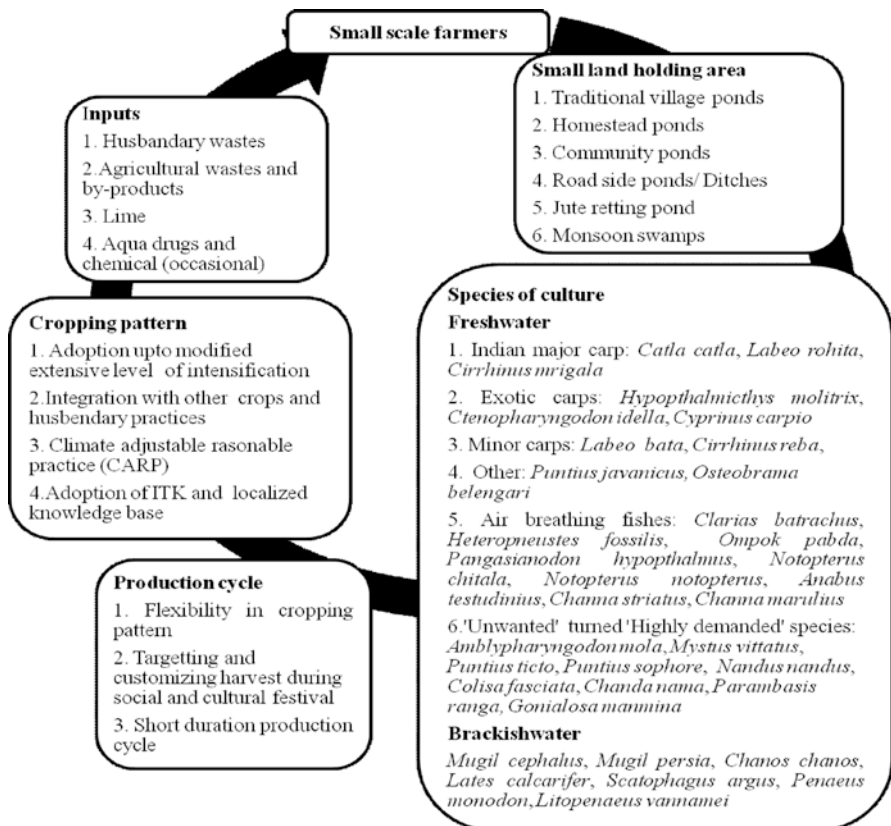 Small scale farmers
Small land holding area
1. Traditional village ponds
2. Homestead ponds
3. Community ponds
4. Road side ponds/ Ditches
5. Jute retting pond
6. Monsoon swamps
Species of culture
Freshwater
1. Indian major carp: Catla catla, Labeo rohita,
Cirrhinus mrigala
2. Exotic carps: Hypopthalmicthys molitrix,
Ctenopharyngodon idella, Cyprinus carpio
3. Minor carps: Labeo bata, Cirrhinus reba,
4. Other: Puntius javanicus, Osteobrama
belengari
5. Air breathing fishes: Clarias batrachus,
Heteropneustes fossilis, Ompok pabda,
Pangasianodon hypopthalmus, Notopterus
chitala, Notopterus notopterus, Anabus
testudinius, Channa striatus, Channa marulius
6.'Unwanted' turned 'Highly demanded' species:
Amblypharyngodon mola, Mystus vittatus,
Puntius ticto, Puntius sophore, Nandus nandus,
Colisa fasciata, Chanda nama, Parambasis
ranga, Gonialosa manmina
Brackishwater
Mugil cephalus, Mugil persia, Chanos chanos,
Lates calcarifer, Scatophagus argus, Penaeus
monodon, Litopenaeus vannamei
Production cycle
1. Flexibility in cropping
pattern
2. Targetting and
customizing harvest during
social and cultural festival
3. Short duration production
cycle
Cropping pattern
1. Adoption upto modified
extensive level of intensification
2.Integration with other crops and
husbendary practices
3. Climate adjustable rasonable
practice (CARP)
4.Adoption of ITK and localized
knowledge base
Inputs
1. Husbandary wastes
2.Agricultural wastes and
by-products
3. Lime
4. Aqua drugs and
chemical (occasional)